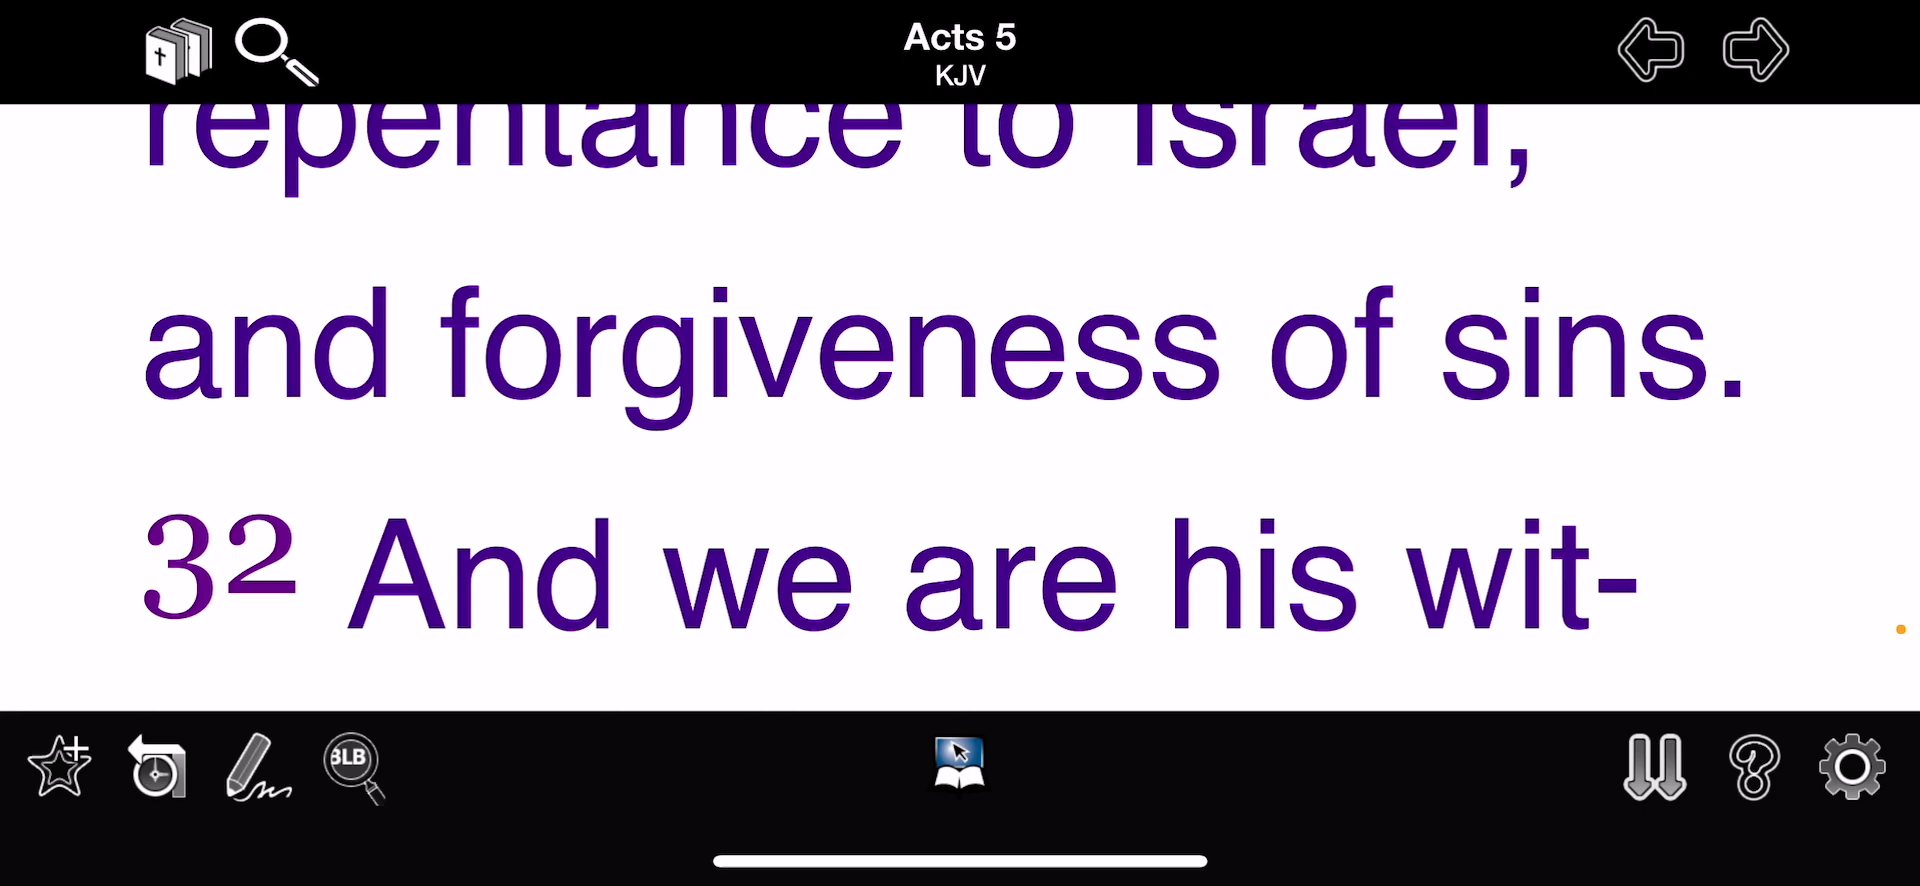 Acts 5
KJV
repentance to Israel,
and forgiveness of sins.
32 And we are his wit-
BLB